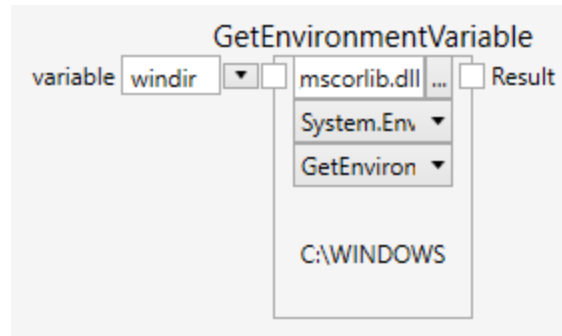 GetEnvironmentVariable
variable windir mscorlib.dll ... Result
System.Env
GetEnviron
C:\WINDOWS